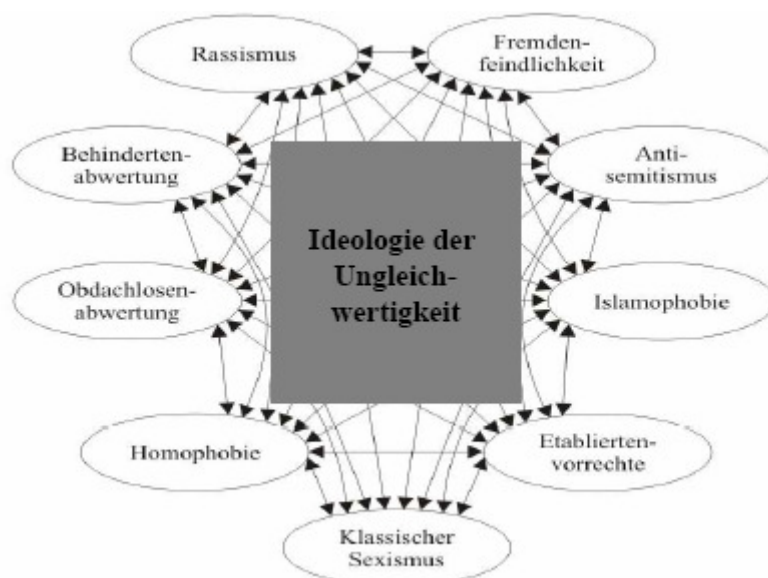 Rassismus
Fremden-
feindlichkeit
Behinderten-
abwertung
Anti-
semitismus
Ideologie der
Ungleich-
wertigkeit
Obdachlosen-
abwertung
Islamophobie
Homophobie
Etablierten-
vorrechte
Klassischer
Sexismus